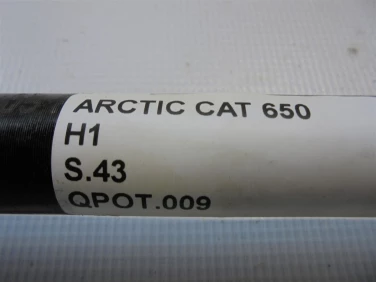 ARCTIC CAT 650
H1
S.43
QPOT.009